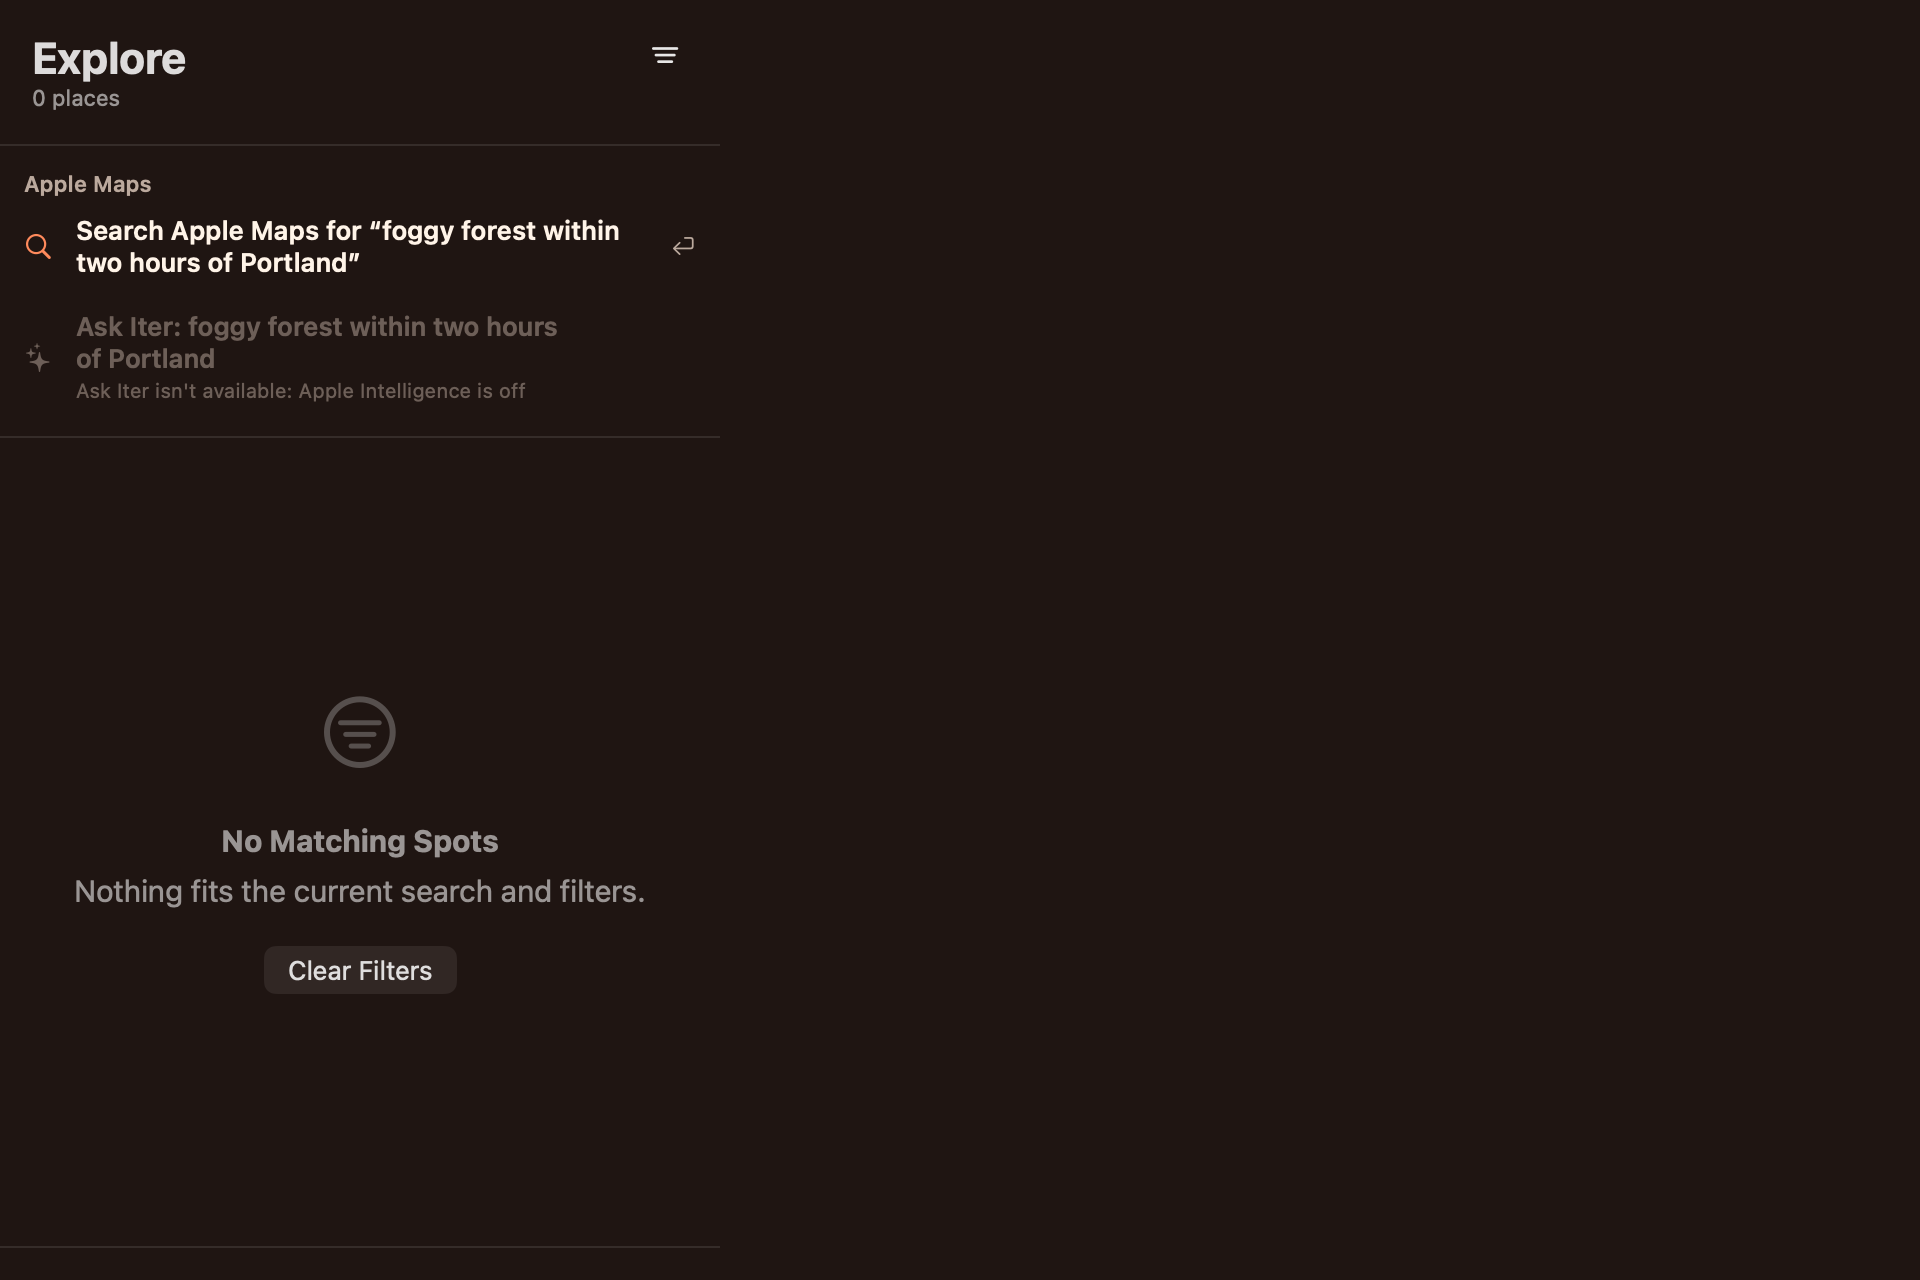 Explore
0 places
Apple Maps
Search Apple Maps for “foggy forest within
two hours of Portland”
Ask Iter: foggy forest within two hours
of Portland
Ask Iter isn't available: Apple Intelligence is off
No Matching Spots
Nothing fits the current search and filters.
Clear Filters